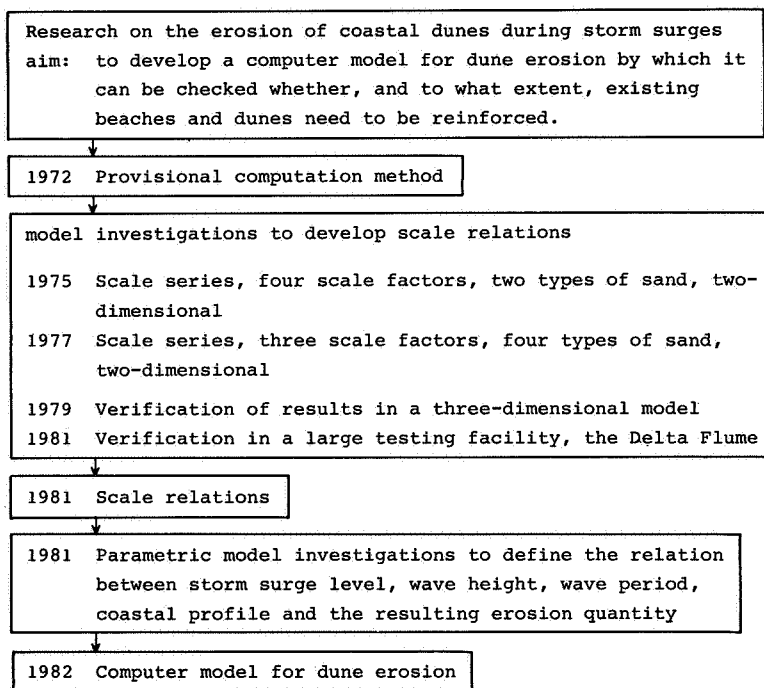 Research on the erosion of coastal dunes during storm surges
aim: to develop a computer model for dune erosion by which it
can be checked whether, and to what extent, existing
beaches and dunes need to be reinforced.
1972 Provisional computation method
model investigations to develop scale relations
1975 Scale series, four scale factors, two types of sand, two-
dimensional
1977 Scale series, three scale factors, four types of sand,
two-dimensional
1979 Verification of results in a three-dimensional model
1981 Verification in a large testing facility, the Delta Flume
1981 Scale relations
1981 Parametric model investigations to define the relation
between storm surge level, wave height, wave period,
coastal profile and the resulting erosion quantity
1982 Computer model for dune erosion